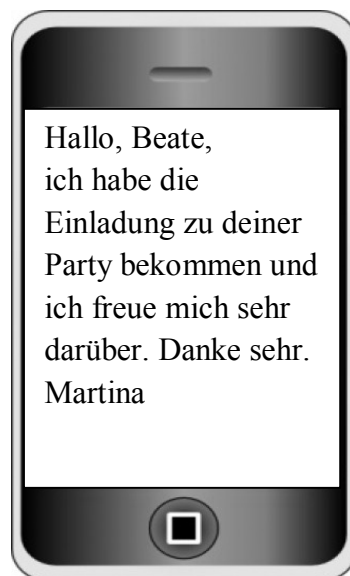 Hallo, Beate,
ich habe die
Einladung zu deiner
Party bekommen und
ich freue mich sehr
darüber. Danke sehr.
Martina